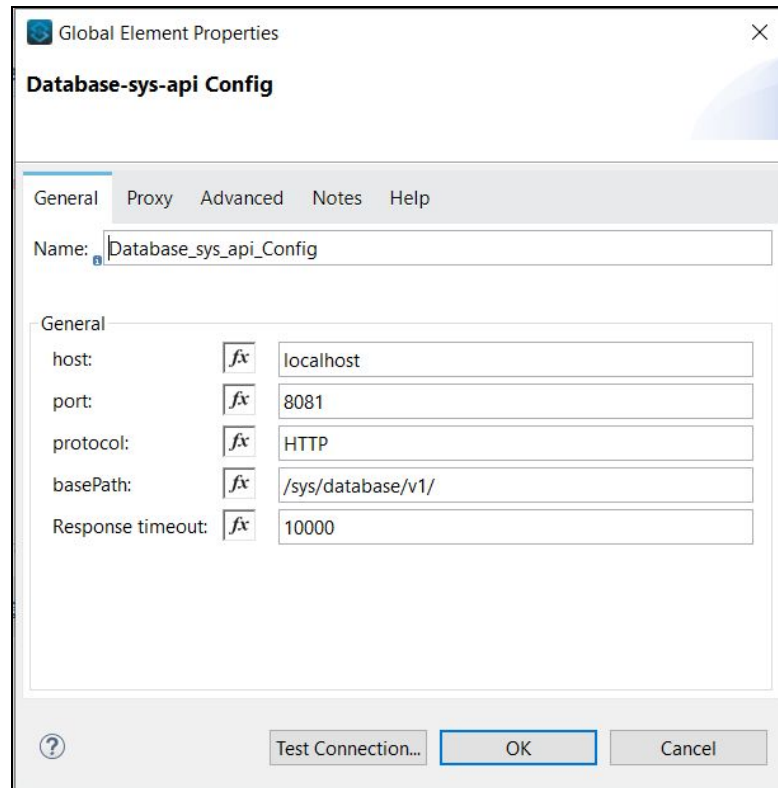 Global Element Properties
Database-sys-api Config
General Proxy Advanced Notes Help
Name: Database_sys_api_Config
General
host: fx localhost
port: fx 8081
protocol: fx HTTP
basePath: fx /sys/database/v1/
Response timeout: fx 10000
? Test Connection... OK Cancel